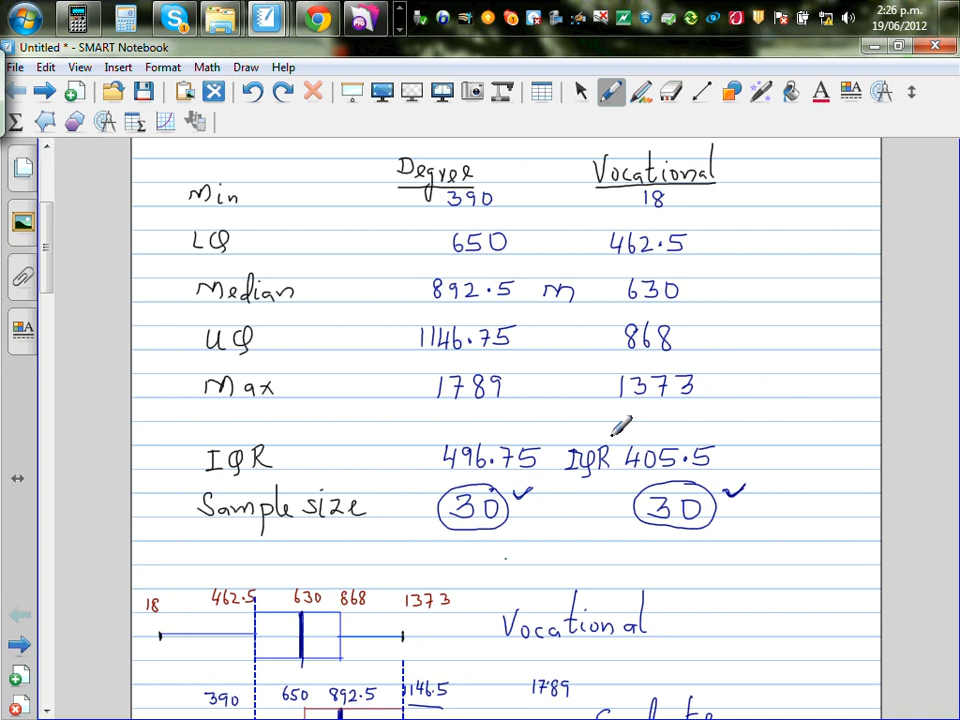 2:26 p.m.
19/06/2012
Untitled * - SMART Notebook
File Edit View Insert Format Math Draw Help
Degree Vocational
Min 390 18
LQ 650 462.5
Median 892.5 m 630
UQ 1146.75 868
Max 1789 1373
IQR 496.75 IQR 405.5
Sample size 30 30
18 462.5 630 868 1373
Vocational
390 650 892.5 1146.5 1789